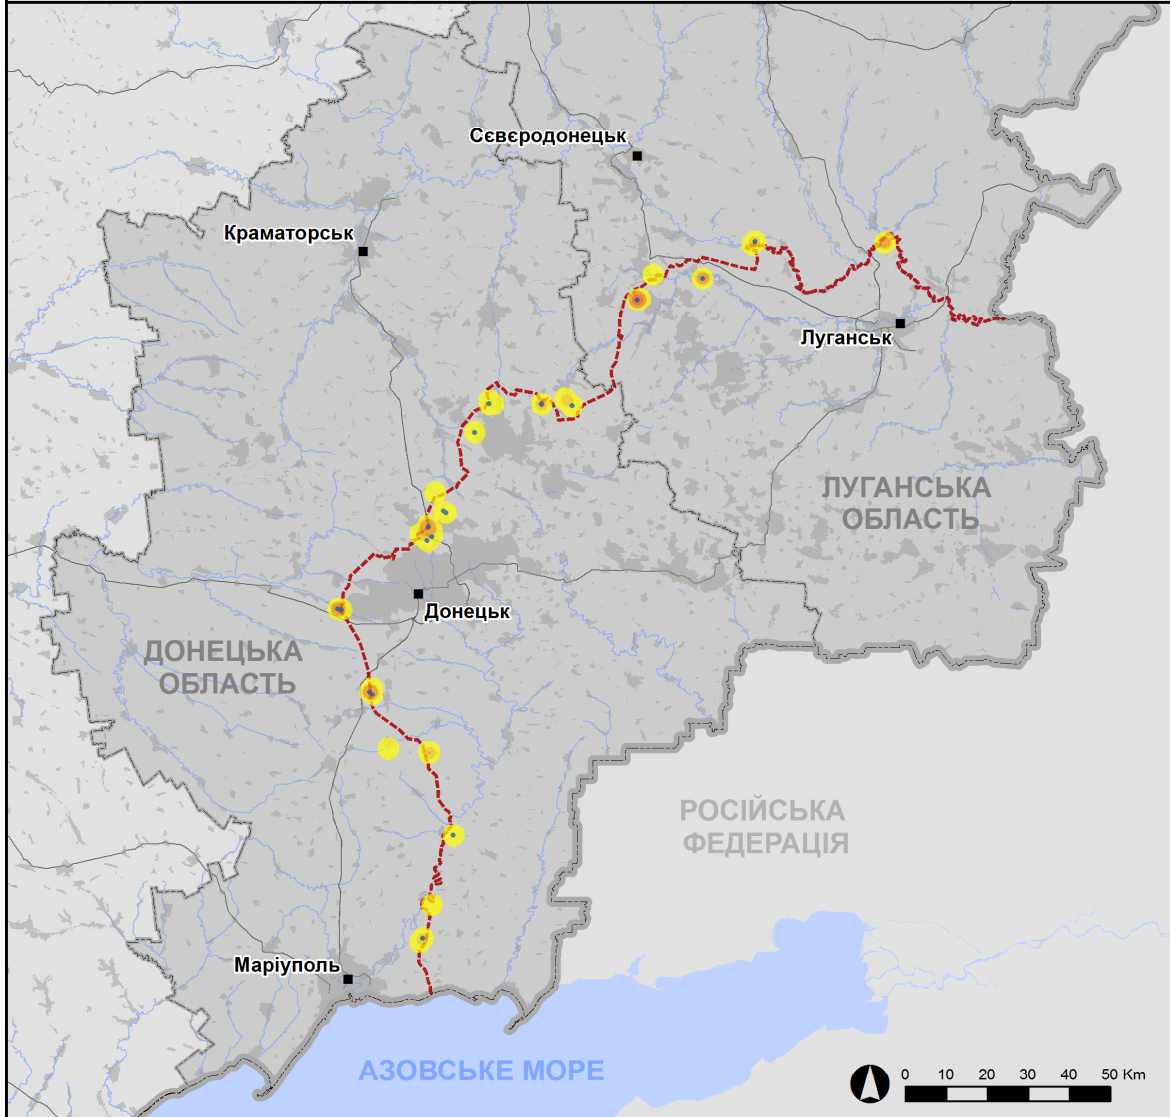 Сєвєродонецьк
Краматорськ
Луганськ
ЛУГАНСЬКА
ОБЛАСТЬ
Донецьк
ДОНЕЦЬКА
ОБЛАСТЬ
РОСІЙСЬКА
ФЕДЕРАЦІЯ
Маріуполь
АЗОВСЬКЕ МОРЕ
0 10 20 30 40 50 Km